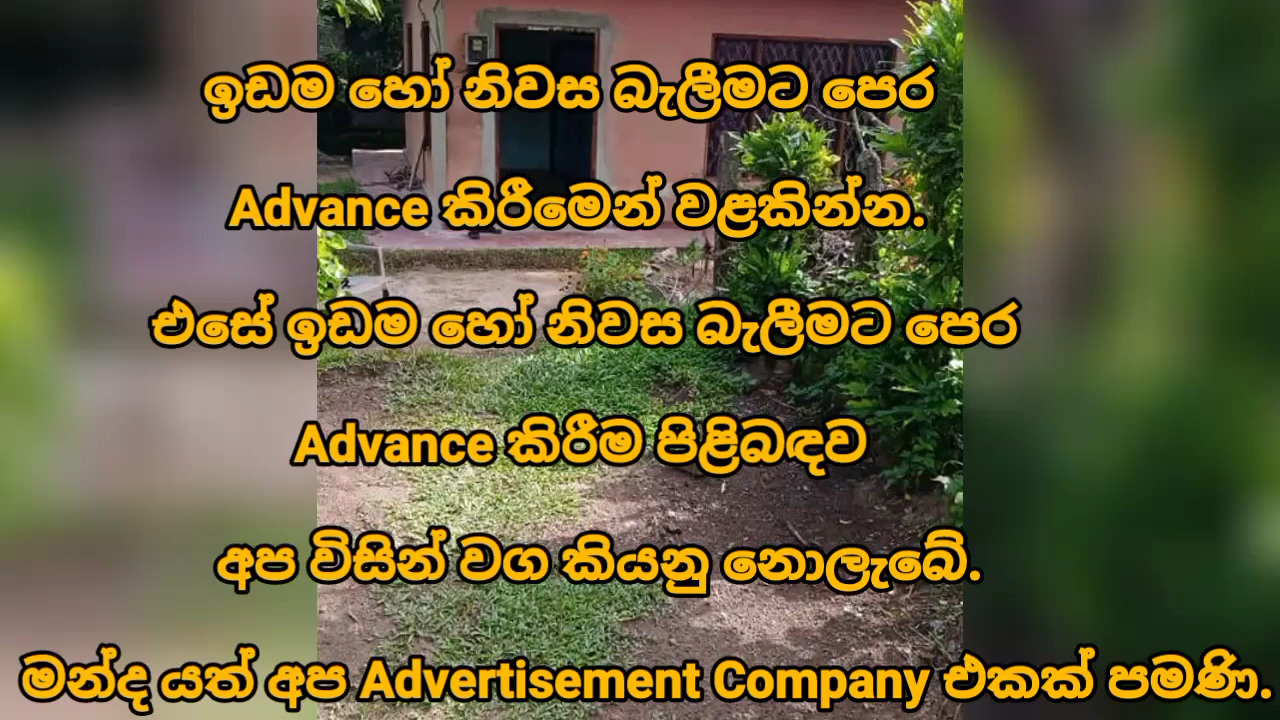 ඉඩම හෝ නිවස බැලීමට පෙර
Advance කිරීමෙන් වළකින්න.
එසේ ඉඩම හෝ නිවස බැලීමට පෙර
Advance කිරීම පිළිබඳව
අප විසින් වග කියනු නොලැබේ.
මන්ද යත් අප Advertisement Company එකක් පමණි.